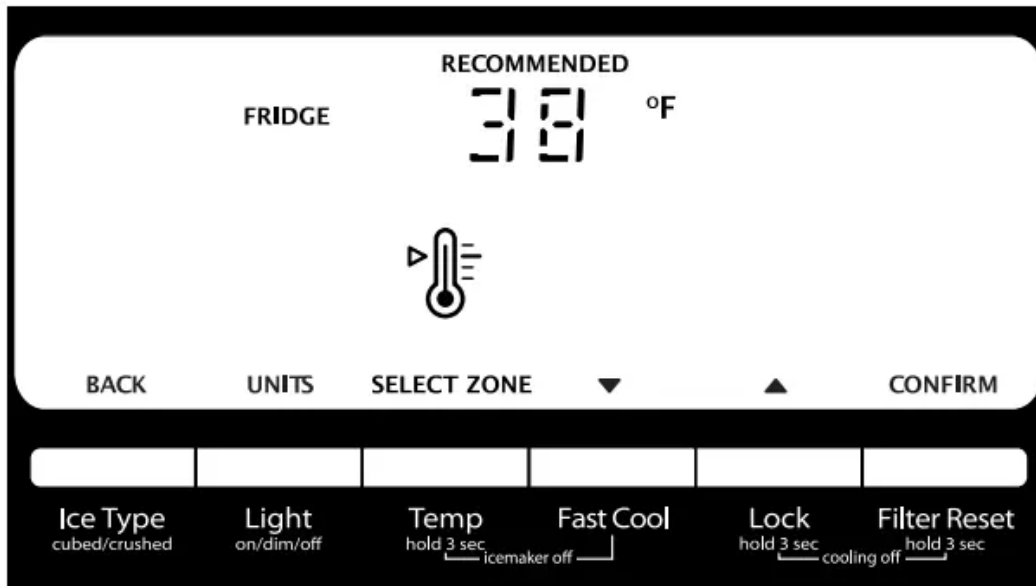 RECOMMENDED
FRIDGE 38 °F
BACK UNITS SELECT ZONE ▼ ▲ CONFIRM
Ice Type Light Temp Fast Cool Lock Filter Reset
cubed/crushed on/dim/off hold 3 sec hold 3 sec hold 3 sec
icemaker off cooling off